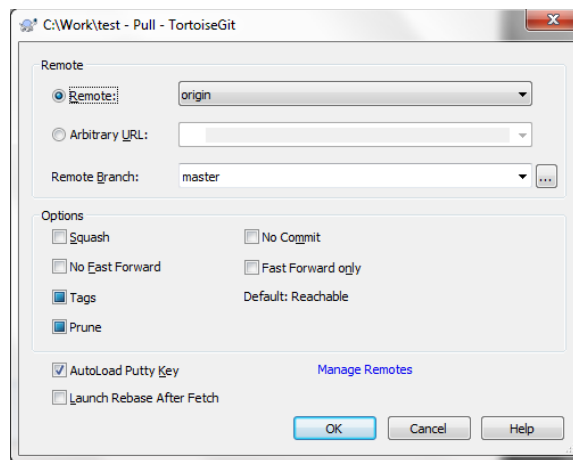 C:\Work\test - Pull - TortoiseGit
Remote
Remote: origin
Arbitrary URL:
Remote Branch: master ...
Options
Squash No Commit
No Fast Forward Fast Forward only
Tags Default: Reachable
Prune
AutoLoad Putty Key Manage Remotes
Launch Rebase After Fetch
OK Cancel Help